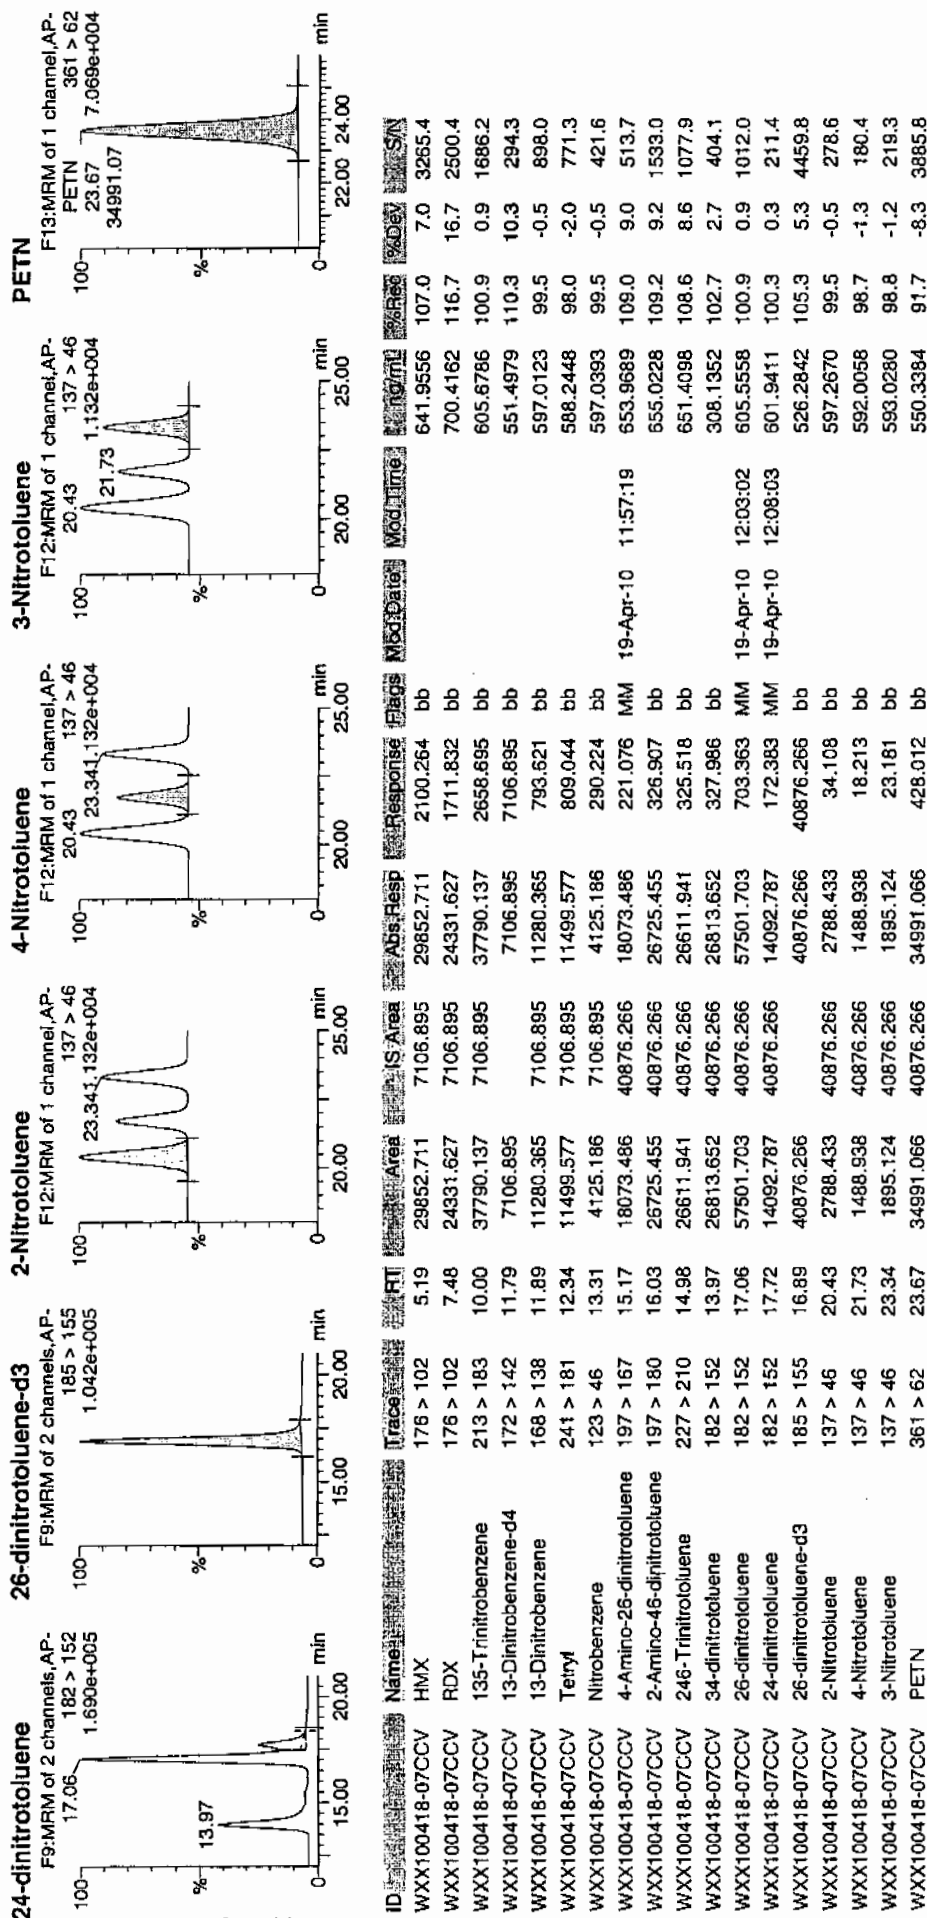 24-dinitrotoluene
F9:MRM of 2 channels,AP-
182 > 152
1.690e+005
17.06
13.97
100
%
0
15.00
20.00
min
26-dinitrotoluene-d3
F9:MRM of 2 channels,AP-
185 > 155
1.042e+005
100
%
0
15.00
20.00
min
2-Nitrotoluene
F12:MRM of 1 channel,AP-
137 > 46
23.34 1.132e+004
100
%
0
20.00
25.00
min
4-Nitrotoluene
F12:MRM of 1 channel,AP-
20.43
137 > 46
23.34 1.132e+004
100
%
0
20.00
25.00
min
3-Nitrotoluene
F12:MRM of 1 channel,AP-
20.43
137 > 46
21.73
1.132e+004
100
%
0
20.00
25.00
min
PETN
F13:MRM of 1 channel,AP-
PETN
361 > 62
23.67
7.069e+004
34991.07
100
%
0
22.00
24.00
min
ID Name Trace RT Area IS Area Abs.Resp Response Flags Mod.Date Mod.Time ng/mL %Rec %Dev S/N
WXX100418-07CCV HMX 176 > 102 5.19 29852.711 7106.895 29852.711 2100.264 bb 641.9556 107.0 7.0 3265.4
WXX100418-07CCV RDX 176 > 102 7.48 24331.627 7106.895 24331.627 1711.832 bb 700.4162 116.7 16.7 2500.4
WXX100418-07CCV 135-Trinitrobenzene 213 > 183 10.00 37790.137 7106.895 37790.137 2658.695 bb 605.6786 100.9 0.9 1686.2
WXX100418-07CCV 13-Dinitrobenzene-d4 172 > 142 11.79 7106.895 7106.895 7106.895 bb 551.4979 110.3 10.3 294.3
WXX100418-07CCV 13-Dinitrobenzene 168 > 138 11.89 11280.365 7106.895 11280.365 793.621 bb 597.0123 99.5 -0.5 898.0
WXX100418-07CCV Tetryl 241 > 181 12.34 11499.577 7106.895 11499.577 809.044 bb 588.2448 98.0 -2.0 771.3
WXX100418-07CCV Nitrobenzene 123 > 46 13.31 4125.186 7106.895 4125.186 290.224 bb 597.0393 99.5 -0.5 421.6
WXX100418-07CCV 4-Amino-26-dinitrotoluene 197 > 167 15.17 18073.486 40876.266 18073.486 221.076 MM 19-Apr-10 11:57:19 653.9689 109.0 9.0 513.7
WXX100418-07CCV 2-Amino-46-dinitrotoluene 197 > 180 16.03 26725.455 40876.266 26725.455 326.907 bb 655.0228 109.2 9.2 1533.0
WXX100418-07CCV 246-Trinitrotoluene 227 > 210 14.98 26611.941 40876.266 26611.941 325.518 bb 651.4098 108.6 8.6 1077.9
WXX100418-07CCV 34-dinitrotoluene 182 > 152 13.97 26813.652 40876.266 26813.652 327.986 bb 308.1352 102.7 2.7 404.1
WXX100418-07CCV 26-dinitrotoluene 182 > 152 17.06 57501.703 40876.266 57501.703 703.363 MM 19-Apr-10 12:03:02 605.5558 100.9 0.9 1012.0
WXX100418-07CCV 24-dinitrotoluene 182 > 152 17.72 14092.787 40876.266 14092.787 172.383 MM 19-Apr-10 12:08:03 601.9411 100.3 0.3 211.4
WXX100418-07CCV 26-dinitrotoluene-d3 185 > 155 16.89 40876.266 40876.266 40876.266 bb 526.2842 105.3 5.3 4459.8
WXX100418-07CCV 2-Nitrotoluene 137 > 46 20.43 2788.433 40876.266 2788.433 34.108 bb 597.2670 99.5 -0.5 278.6
WXX100418-07CCV 4-Nitrotoluene 137 > 46 21.73 1488.938 40876.266 1488.938 18.213 bb 592.0058 98.7 -1.3 180.4
WXX100418-07CCV 3-Nitrotoluene 137 > 46 23.34 1895.124 40876.266 1895.124 23.181 bb 593.0280 98.8 -1.2 219.3
WXX100418-07CCV PETN 361 > 62 23.67 34991.066 40876.266 34991.066 428.012 bb 550.3384 91.7 -8.3 3885.8